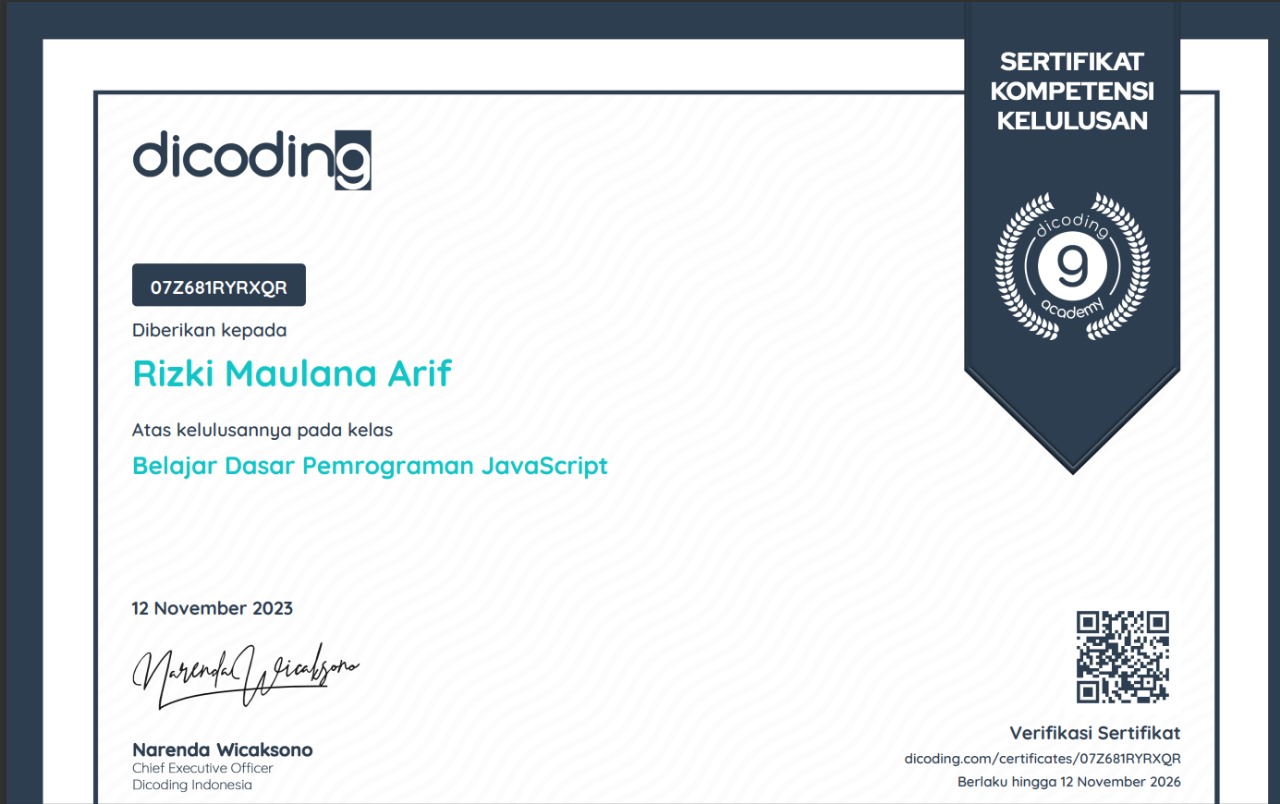 SERTIFIKAT
KOMPETENSI
KELULUSAN
dicoding
dicoding
9
academy
07Z681RYRXQR
Diberikan kepada
Rizki Maulana Arif
Atas kelulusannya pada kelas
Belajar Dasar Pemrograman JavaScript
12 November 2023
Narenda Wicaksono
Narenda Wicaksono
Chief Executive Officer
Dicoding Indonesia
Verifikasi Sertifikat
dicoding.com/certificates/07Z681RYRXQR
Berlaku hingga 12 November 2026